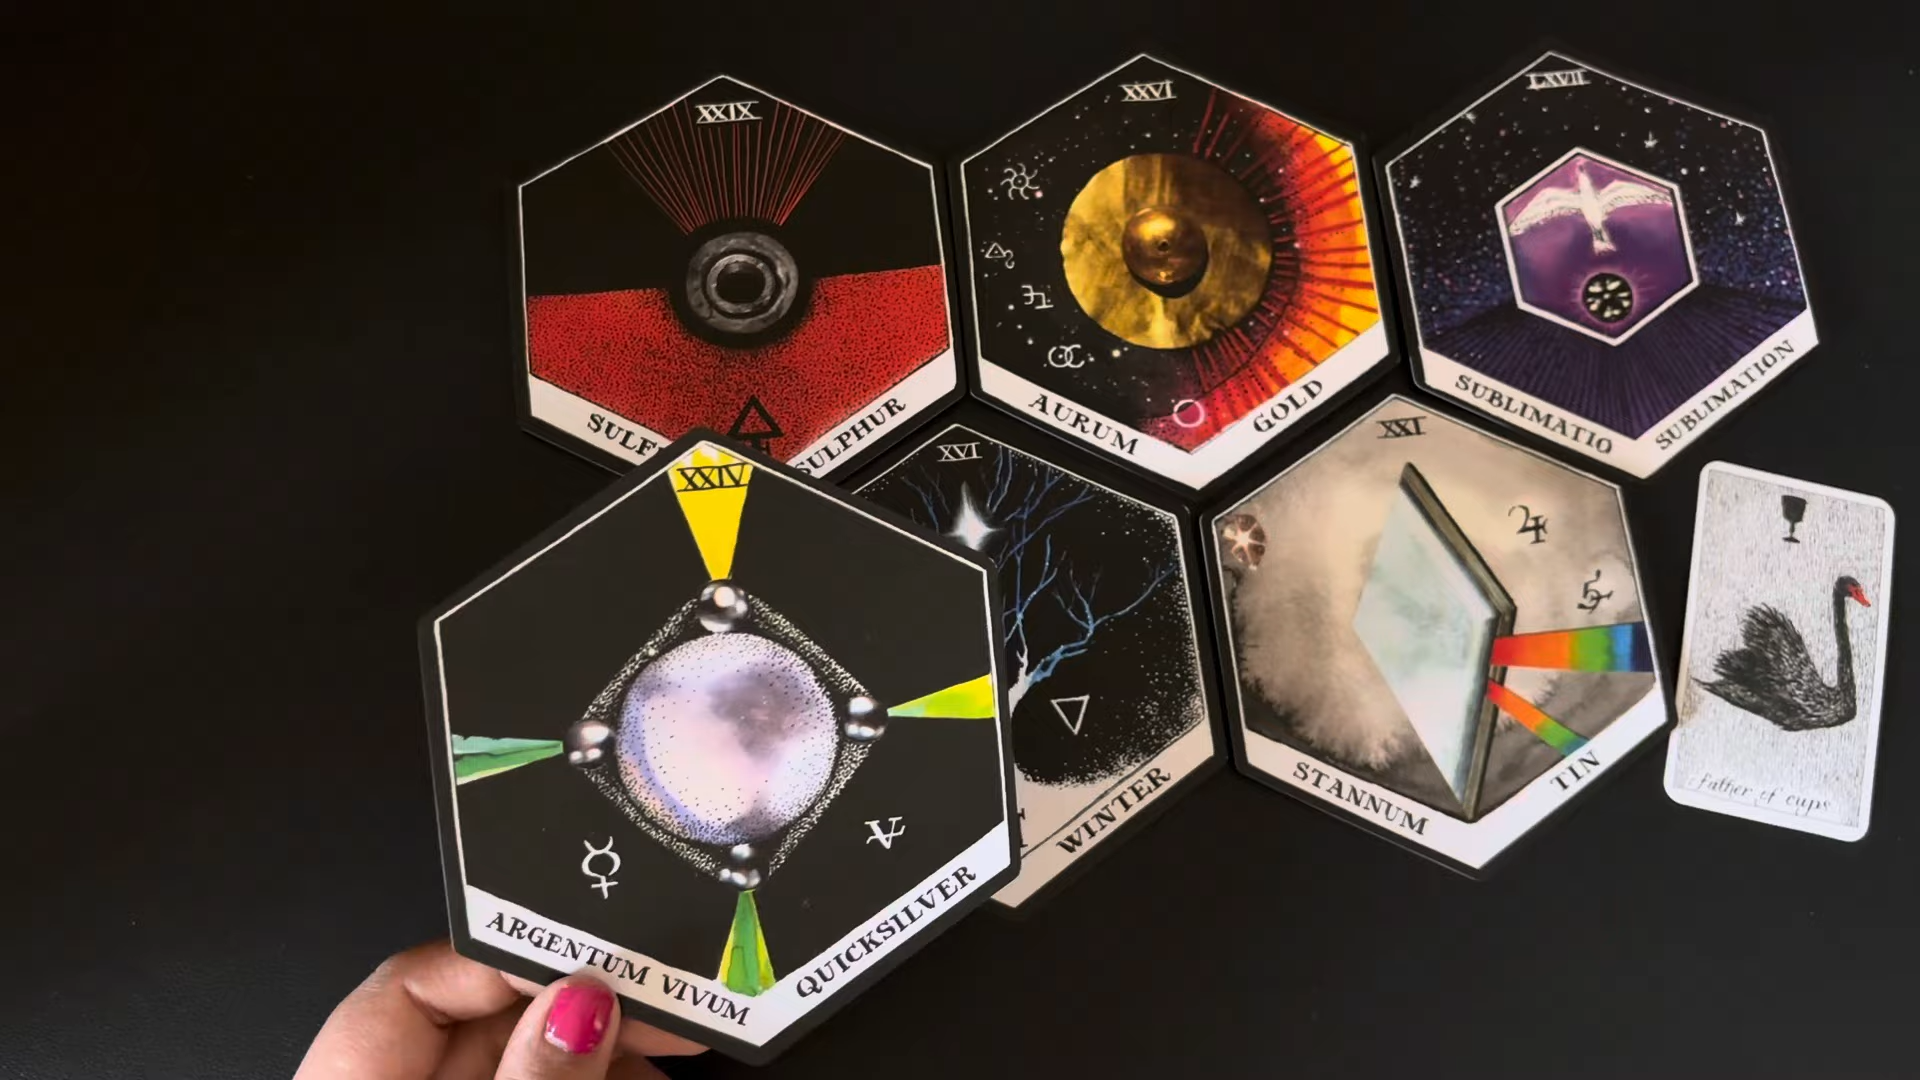 XXIX
SULF
SULPHUR
XXVI
AURUM
GOLD
LXVII
SUBLIMATIO
SUBLIMATION
XXIV
ARGENTUM VIVUM
QUICKSILVER
XVI
WINTER
XXI
STANNUM
TIN
Father of cups